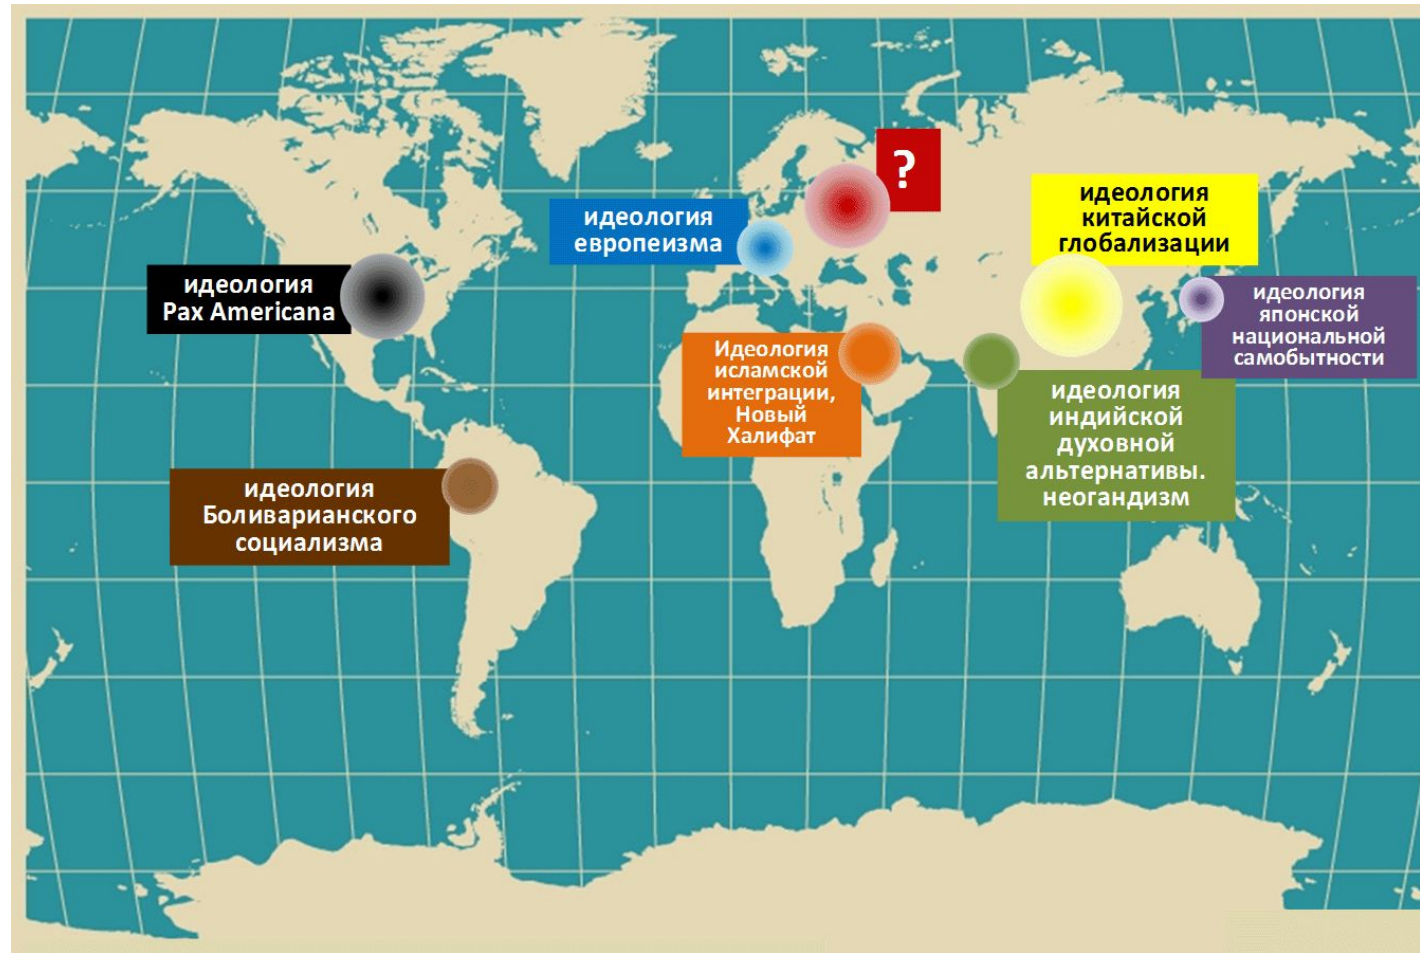 ?
идеология
китайской
глобализации
идеология
европеизма
идеология
Pax Americana
идеология
японской
национальной
самобытности
Идеология
исламской
интеграции,
Новый
Халифат
идеология
индийской
духовной
альтернативы.
неогандизм
идеология
Боливарианского
социализма